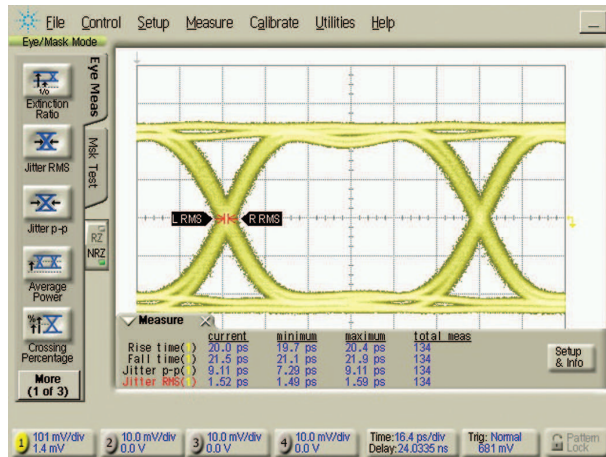 File Control Setup Measure Calibrate Utilities Help
Eye/Mask Mode
Extinction
Ratio
Jitter RMS
Jitter p-p
Average
Power
Crossing
Percentage
More
(1 of 3)
Eye Meas
Msk Test
RZ
NRZ
L RMS
R RMS
Measure
current minimum maximum total meas
Rise time( ) 20.0 ps 19.7 ps 20.4 ps 134
Fall time( ) 21.5 ps 21.1 ps 21.9 ps 134
Jitter p-p( ) 9.11 ps 7.29 ps 9.11 ps 134
Jitter RMS( ) 1.52 ps 1.49 ps 1.59 ps 134
Setup
& Info
1 101 mV/div
1.4 mV
2 10.0 mV/div
0.0 V
3 10.0 mV/div
0.0 V
4 10.0 mV/div
0.0 V
Time:16.4 ps/div
Delay:24.0335 ns
Trig: Normal
681 mV
Pattern
Lock